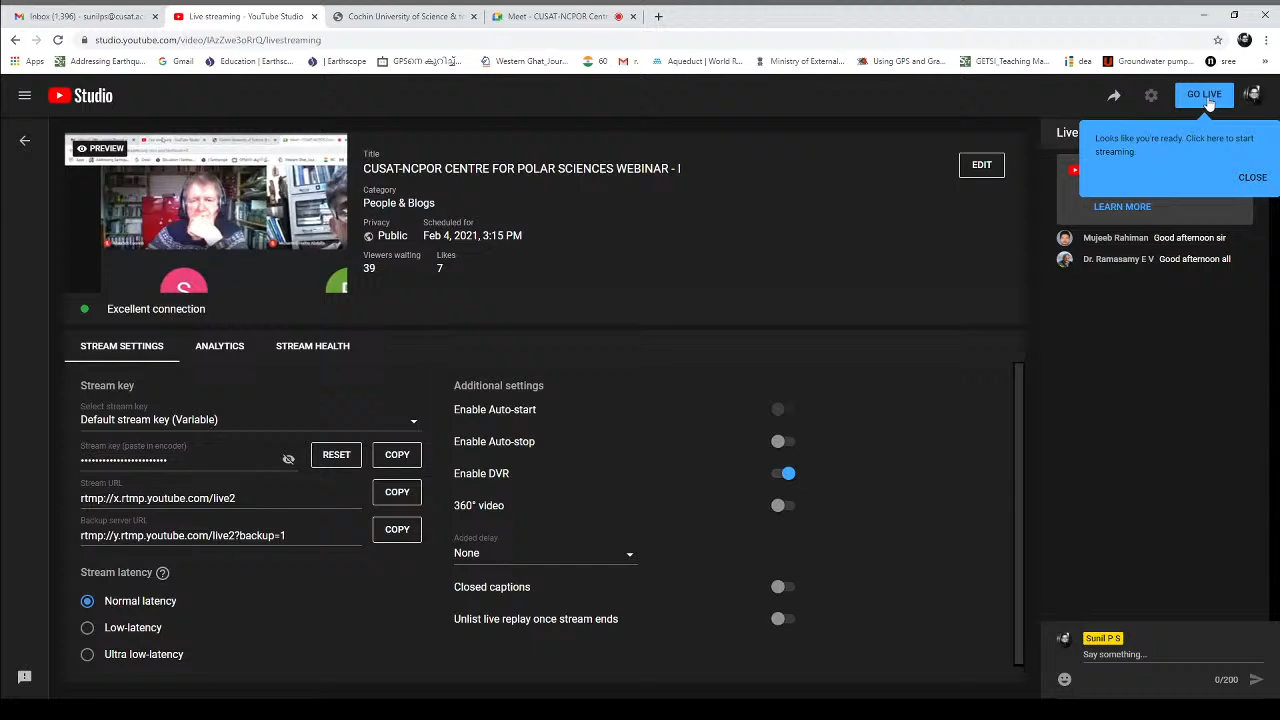 Inbox (1,396) - sunilps@cusat.ac
Live streaming - YouTube Studio
Cochin University of Science & te
Meet - CUSAT-NCPOR Centr
studio.youtube.com/video/lAzZwe3oRrQ/livestreaming
Apps
Addressing Earthqu...
Gmail
Education | Earthsc...
| Earthscope
GPSനെ കുറിച്ച്...
Western Ghat_Jour...
60
r.
Aqueduct | World R...
Ministry of External...
Using GPS and Gra...
GETSI_Teaching Ma...
idea
Groundwater pump...
sree
»
Studio
GO LIVE
PREVIEW
Title
CUSAT-NCPOR CENTRE FOR POLAR SCIENCES WEBINAR - I
EDIT
Category
People & Blogs
Privacy
Scheduled for
Public
Feb 4, 2021, 3:15 PM
Viewers waiting
Likes
39
7
Excellent connection
Live
Looks like you're ready. Click here to start
streaming.
CLOSE
LEARN MORE
Mujeeb Rahiman Good afternoon sir
Dr. Ramasamy E V Good afternoon all
STREAM SETTINGS
ANALYTICS
STREAM HEALTH
Stream key
Select stream key
Default stream key (Variable)
Stream key (paste in encoder)
RESET
COPY
Stream URL
rtmp://x.rtmp.youtube.com/live2
COPY
Backup server URL
rtmp://y.rtmp.youtube.com/live2?backup=1
COPY
Stream latency
Normal latency
Low-latency
Ultra low-latency
Additional settings
Enable Auto-start
Enable Auto-stop
Enable DVR
360° video
Added delay
None
Closed captions
Unlist live replay once stream ends
Sunil P S
Say something...
0/200